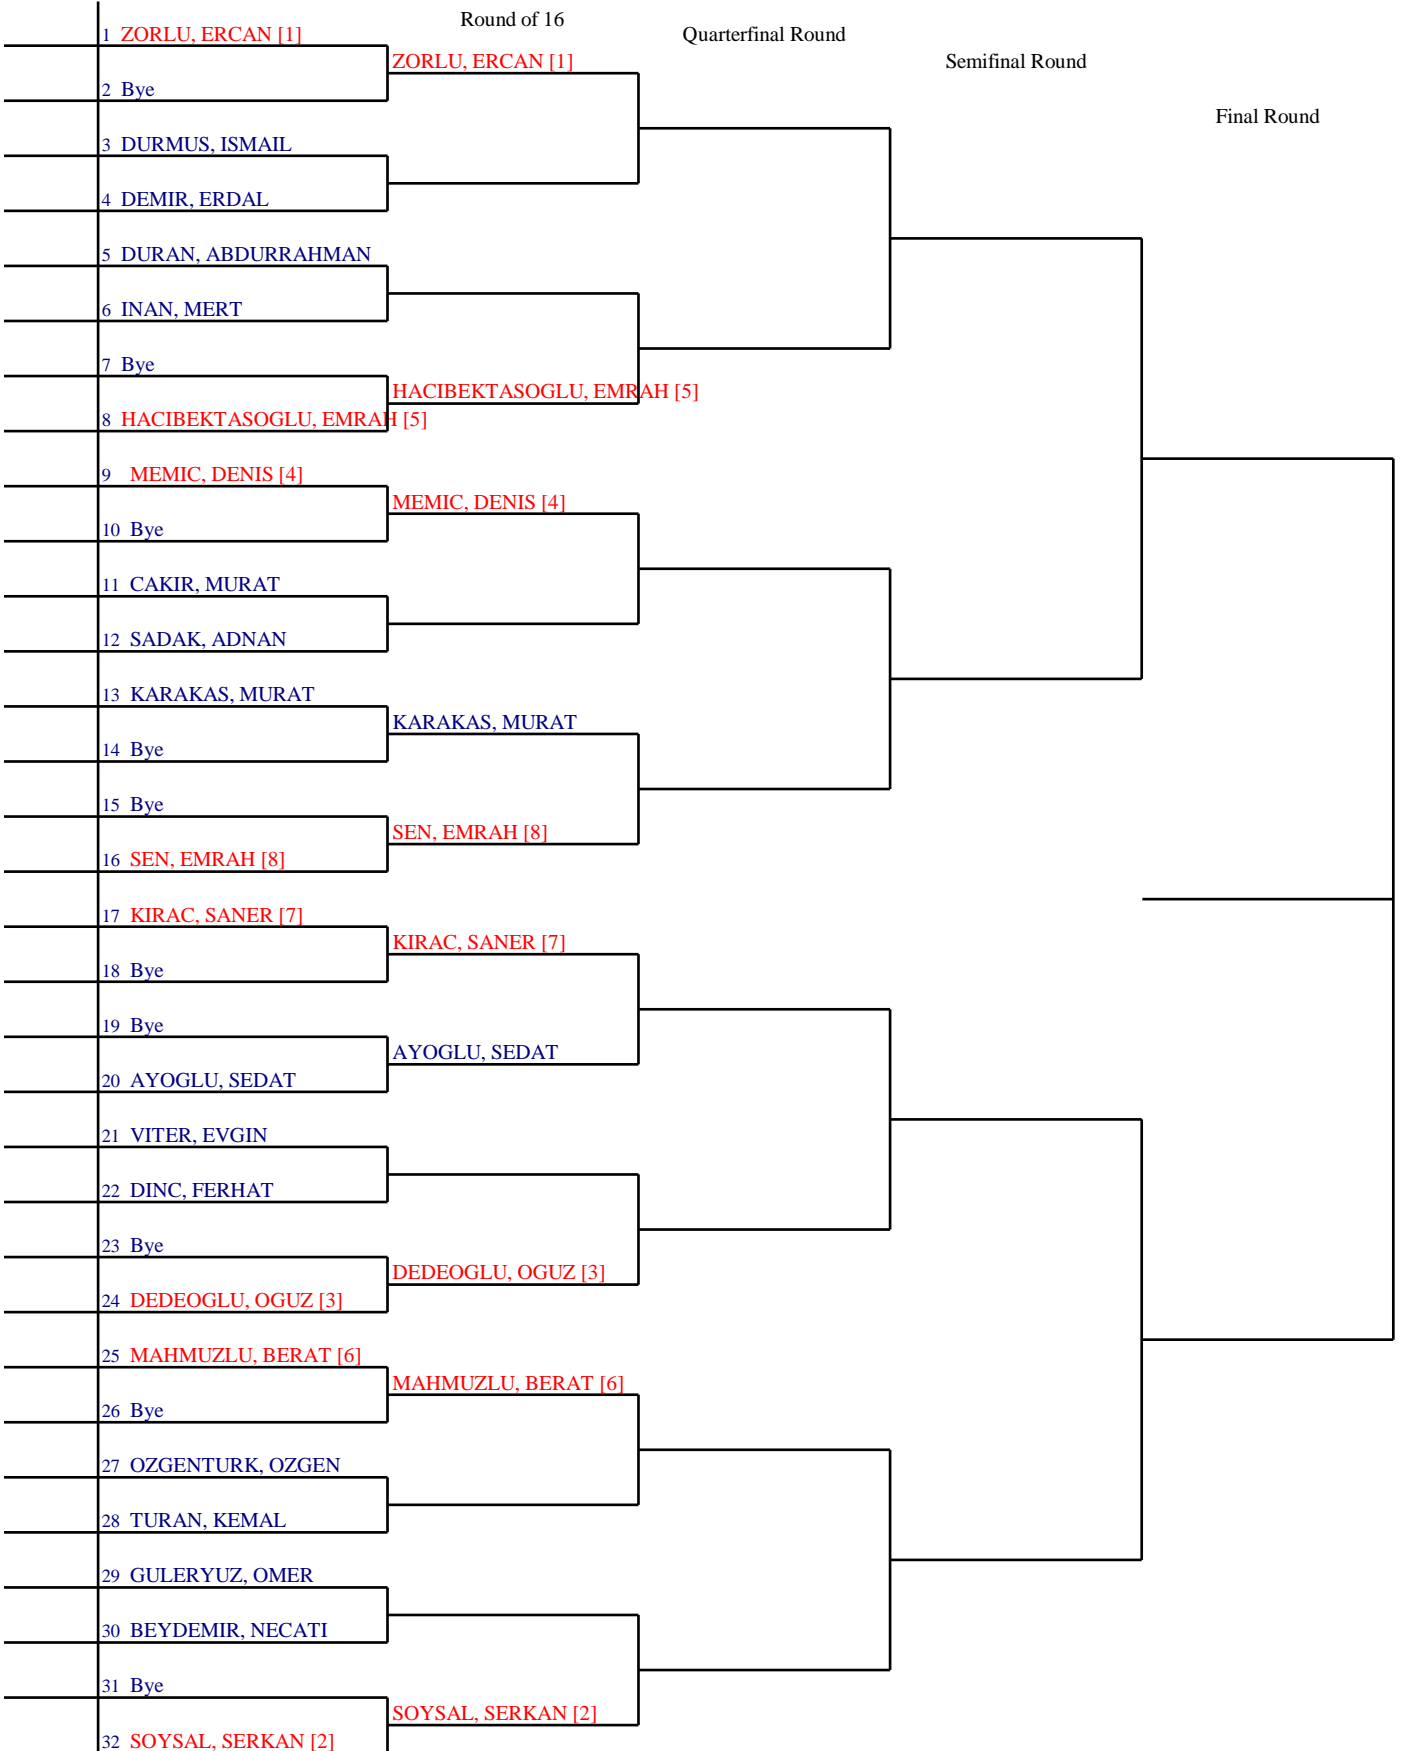 Round of 16
Quarterfinal Round
Semifinal Round
Final Round
1 ZORLU, ERCAN [1]
ZORLU, ERCAN [1]
2 Bye
3 DURMUS, ISMAIL
4 DEMIR, ERDAL
5 DURAN, ABDURRAHMAN
6 INAN, MERT
7 Bye
HACIBEKTASOGLU, EMRAH [5]
8 HACIBEKTASOGLU, EMRAH [5]
9 MEMIC, DENIS [4]
MEMIC, DENIS [4]
10 Bye
11 CAKIR, MURAT
12 SADAK, ADNAN
13 KARAKAS, MURAT
KARAKAS, MURAT
14 Bye
15 Bye
SEN, EMRAH [8]
16 SEN, EMRAH [8]
17 KIRAC, SANER [7]
KIRAC, SANER [7]
18 Bye
19 Bye
AYOGLU, SEDAT
20 AYOGLU, SEDAT
21 VITER, EVGIN
22 DINC, FERHAT
23 Bye
DEDEOGLU, OGUZ [3]
24 DEDEOGLU, OGUZ [3]
25 MAHMUZLU, BERAT [6]
MAHMUZLU, BERAT [6]
26 Bye
27 OZGENTURK, OZGEN
28 TURAN, KEMAL
29 GULERYUZ, OMER
30 BEYDEMIR, NECATI
31 Bye
SOYSAL, SERKAN [2]
32 SOYSAL, SERKAN [2]